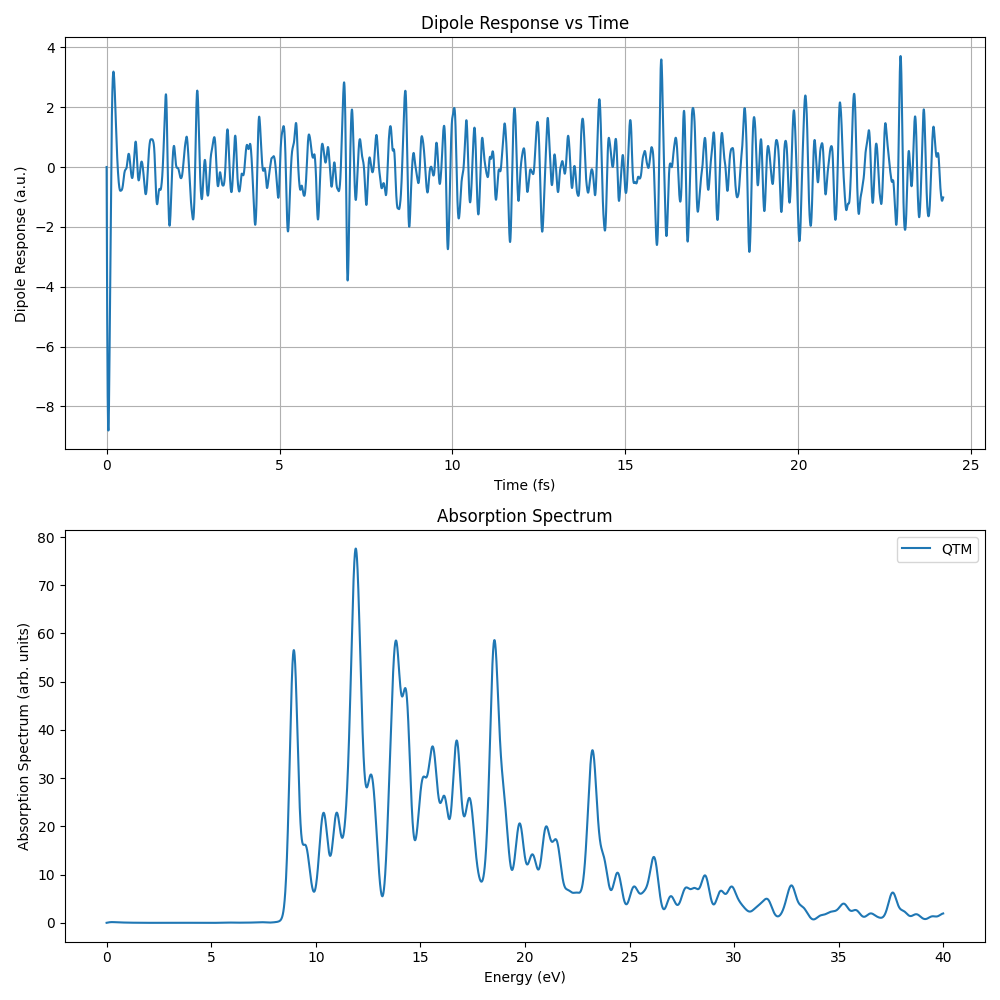 Dipole Response vs Time
Dipole Response (a.u.)
4
2
0
−2
−4
−6
−8
0 5 10 15 20 25
Time (fs)
Absorption Spectrum
QTM
Absorption Spectrum (arb. units)
80
70
60
50
40
30
20
10
0
0 5 10 15 20 25 30 35 40
Energy (eV)